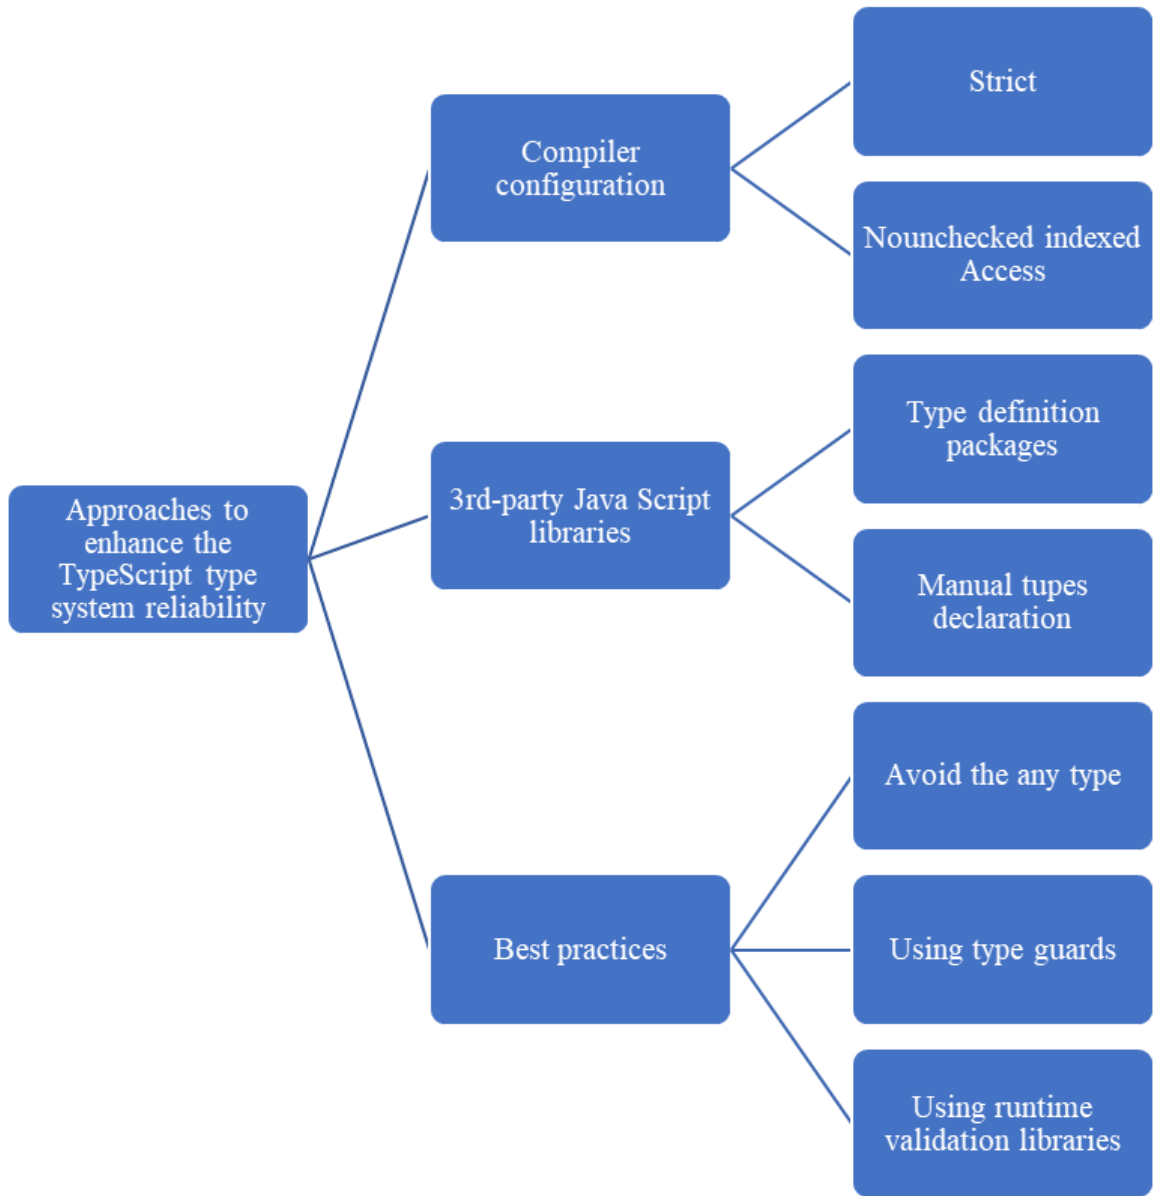 Approaches to
enhance the
TypeScript type
system reliability
Compiler
configuration
Strict
Nounchecked indexed
Access
3rd-party Java Script
libraries
Type definition
packages
Manual tupes
declaration
Best practices
Avoid the any type
Using type guards
Using runtime
validation libraries